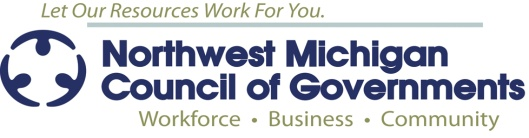 Let Our Resources Work For You.
Northwest Michigan
Council of Governments
Workforce • Business • Community